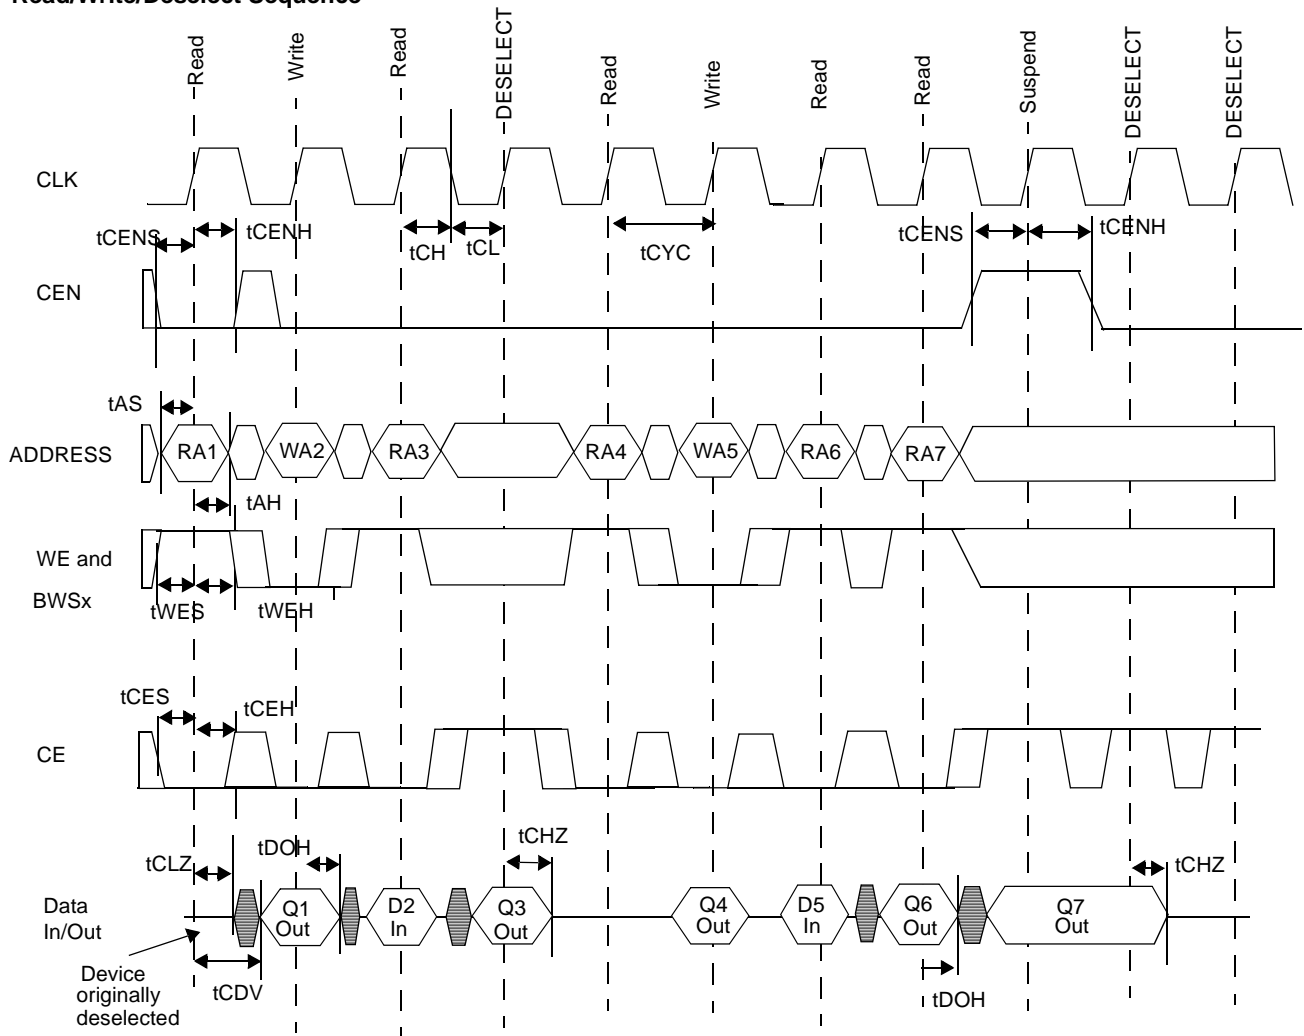 Read/Write/Deselect Sequence
Read
Write
Read
DESELECT
Read
Write
Read
Read
Suspend
DESELECT
DESELECT
CLK
tCENS
tCENH
tCH
tCL
tCYC
tCENS
tCENH
CEN
tAS
ADDRESS
RA1
WA2
RA3
RA4
WA5
RA6
RA7
tAH
WE and
BWSx
tWES
tWEH
tCES
tCEH
CE
tCLZ
tDOH
tCHZ
tCHZ
Data
In/Out
Q1
Out
D2
In
Q3
Out
Q4
Out
D5
In
Q6
Out
Q7
Out
Device
originally
deselected
tCDV
tDOH